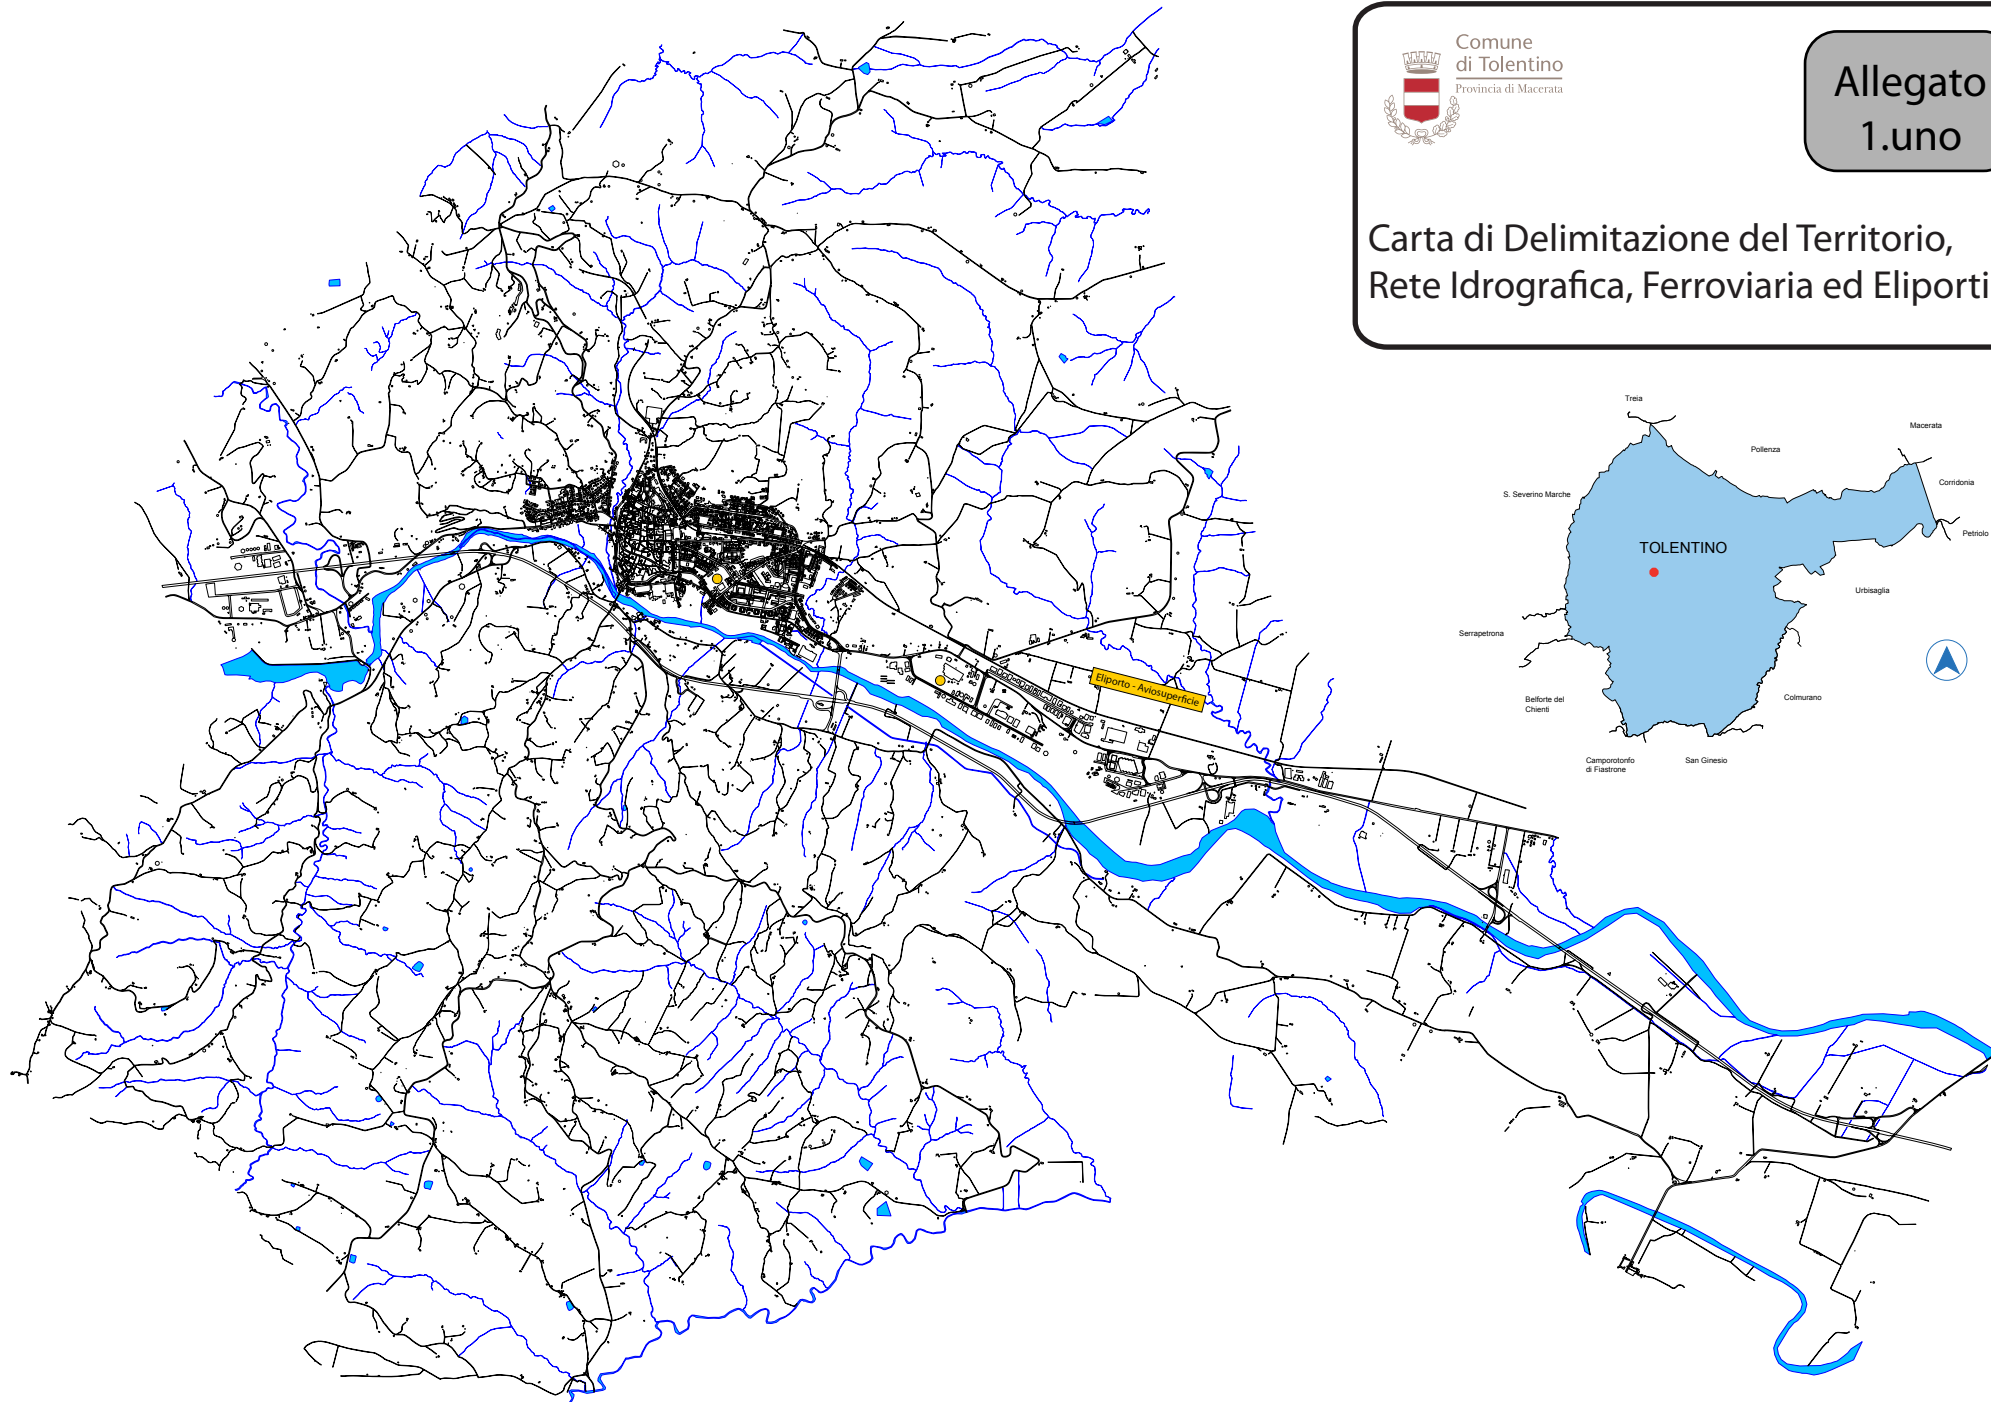 Comune
di Tolentino
Provincia di Macerata
Allegato
1.uno
Carta di Delimitazione del Territorio,
Rete Idrografica, Ferroviaria ed Eliporti
Treia
Macerata
Pollenza
Corridonia
S. Severino Marche
Petriolo
TOLENTINO
Urbisaglia
Serrapetrona
Colmurano
Belforte del
Chienti
Camporotonfo
di Fiastrone
San Ginesio
Eliporto - Aviosuperficie